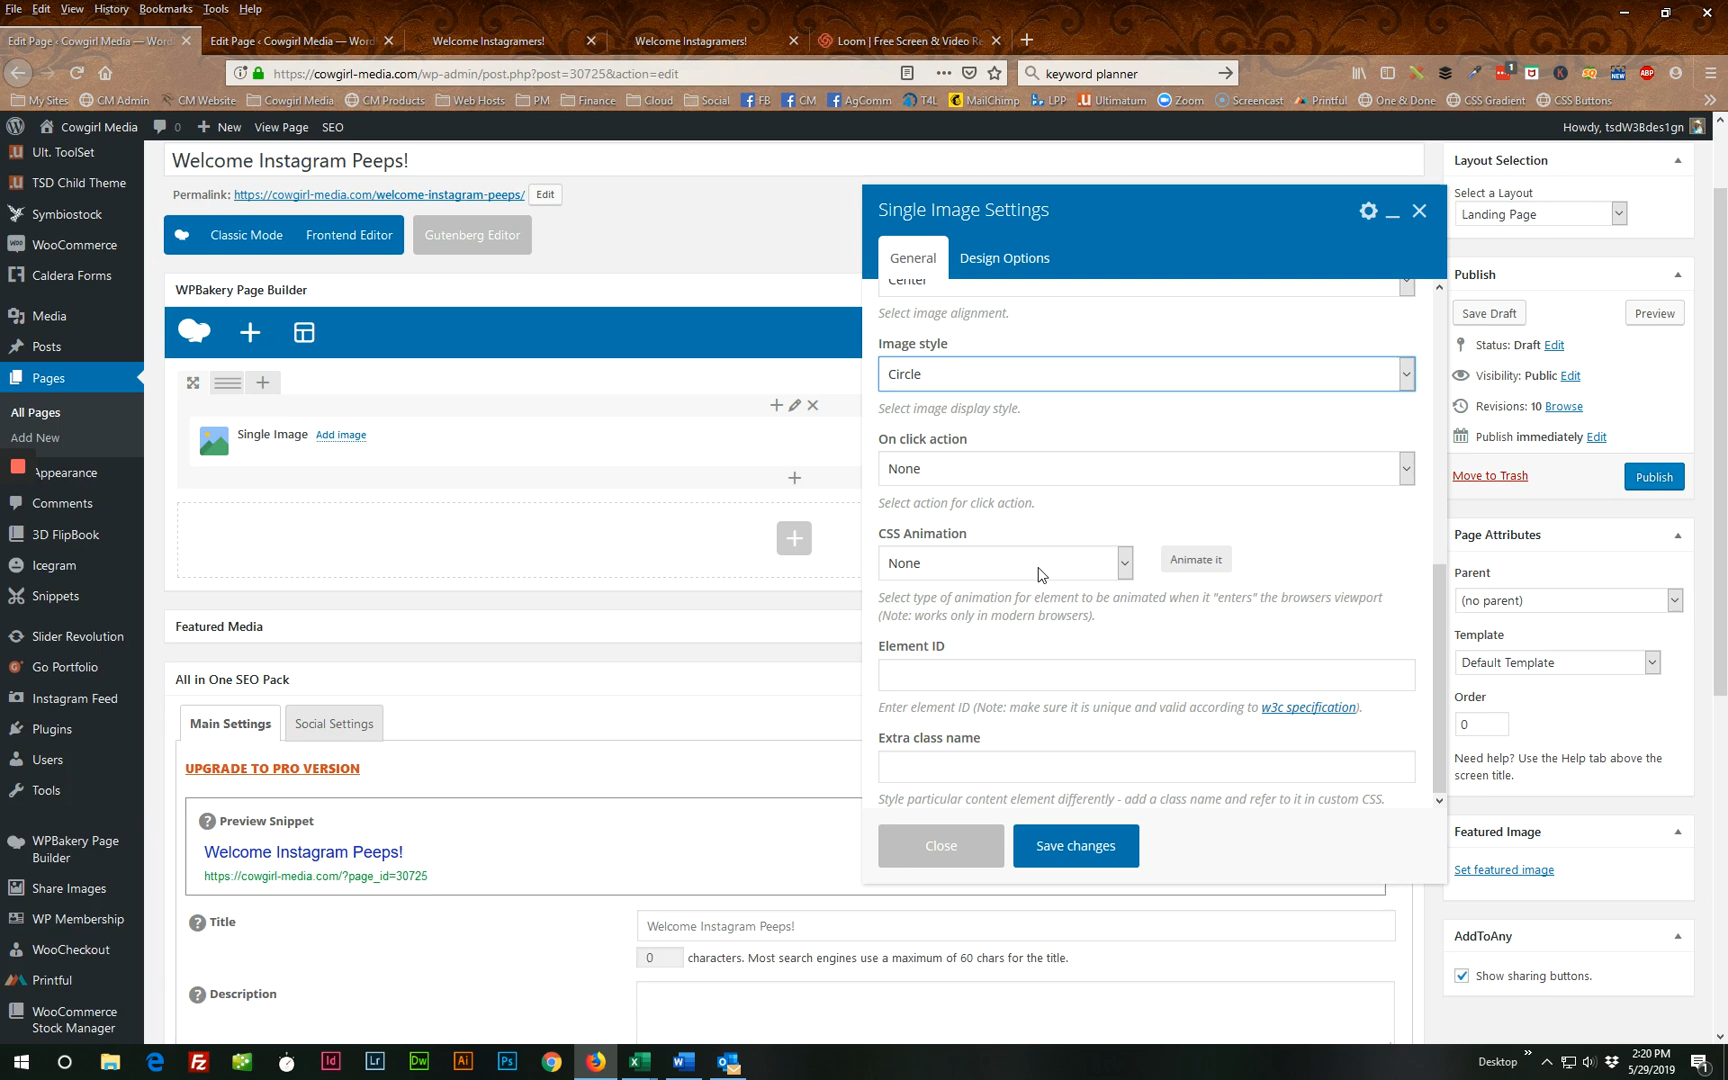 File Edit View History Bookmarks Tools Help
Edit Page ‹ Cowgirl Media — Word
Edit Page ‹ Cowgirl Media — Word
Welcome Instagramers!
Welcome Instagramers!
Loom | Free Screen & Video Re
https://cowgirl-media.com/wp-admin/post.php?post=30725&action=edit
keyword planner
My Sites CM Admin CM Website Cowgirl Media CM Products Web Hosts PM Finance Cloud Social FB CM AgComm T4L MailChimp LPP Ultimatum Zoom Screencast Printful One & Done CSS Gradient CSS Buttons
Cowgirl Media 0 New View Page SEO
Howdy, tsdW3Bdes1gn
Ult. ToolSet
TSD Child Theme
Symbiostock
WooCommerce
Caldera Forms
Media
Posts
Pages
All Pages
Add New
Appearance
Comments
3D FlipBook
Icegram
Snippets
Slider Revolution
Go Portfolio
Instagram Feed
Plugins
Users
Tools
WPBakery Page
Builder
Share Images
WP Membership
WooCheckout
Printful
WooCommerce
Stock Manager
Welcome Instagram Peeps!
Permalink: https://cowgirl-media.com/welcome-instagram-peeps/ Edit
Classic Mode Frontend Editor Gutenberg Editor
WPBakery Page Builder
Single Image Add image
Featured Media
All in One SEO Pack
Main Settings Social Settings
UPGRADE TO PRO VERSION
Preview Snippet
Welcome Instagram Peeps!
https://cowgirl-media.com/?page_id=30725
Title
Welcome Instagram Peeps!
0 characters. Most search engines use a maximum of 60 chars for the title.
Description
Single Image Settings
General Design Options
Center
Select image alignment.
Image style
Circle
Select image display style.
On click action
None
Select action for click action.
CSS Animation
None
Animate it
Select type of animation for element to be animated when it "enters" the browsers viewport
(Note: works only in modern browsers).
Element ID
Enter element ID (Note: make sure it is unique and valid according to w3c specification).
Extra class name
Style particular content element differently - add a class name and refer to it in custom CSS.
Close Save changes
Layout Selection
Select a Layout
Landing Page
Publish
Save Draft Preview
Status: Draft Edit
Visibility: Public Edit
Revisions: 10 Browse
Publish immediately Edit
Move to Trash Publish
Page Attributes
Parent
(no parent)
Template
Default Template
Order
0
Need help? Use the Help tab above the
screen title.
Featured Image
Set featured image
AddToAny
Show sharing buttons.
Desktop
2:20 PM
5/29/2019